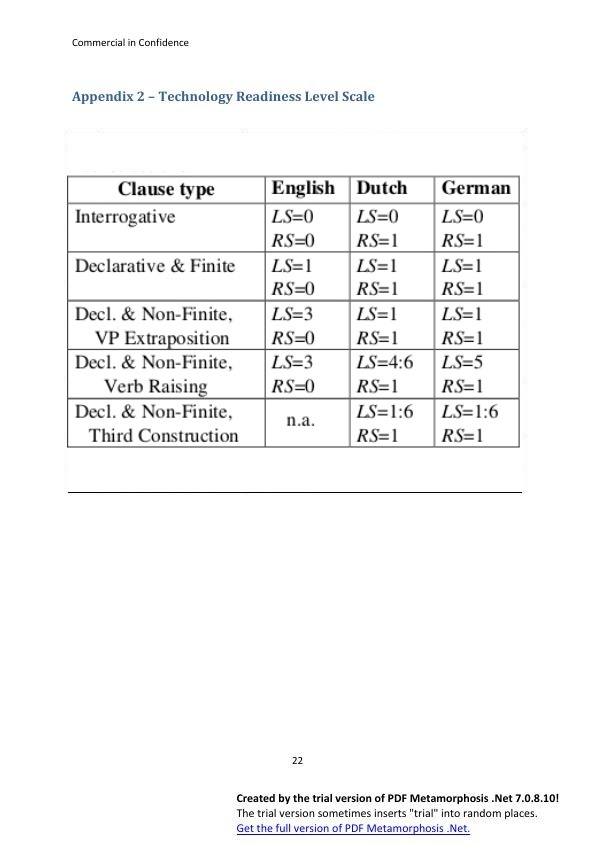 Commercial in Confidence
Appendix 2 – Technology Readiness Level Scale
Clause type English Dutch German
Interrogative LS=0 LS=0 LS=0
RS=0 RS=1 RS=1
Declarative & Finite LS=1 LS=1 LS=1
RS=0 RS=1 RS=1
Decl. & Non-Finite, LS=3 LS=1 LS=1
VP Extraposition RS=0 RS=1 RS=1
Decl. & Non-Finite, LS=3 LS=4:6 LS=5
Verb Raising RS=0 RS=1 RS=1
Decl. & Non-Finite, n.a. LS=1:6 LS=1:6
Third Construction RS=1 RS=1
22
Created by the trial version of PDF Metamorphosis .Net 7.0.8.10!
The trial version sometimes inserts "trial" into random places.
Get the full version of PDF Metamorphosis .Net.